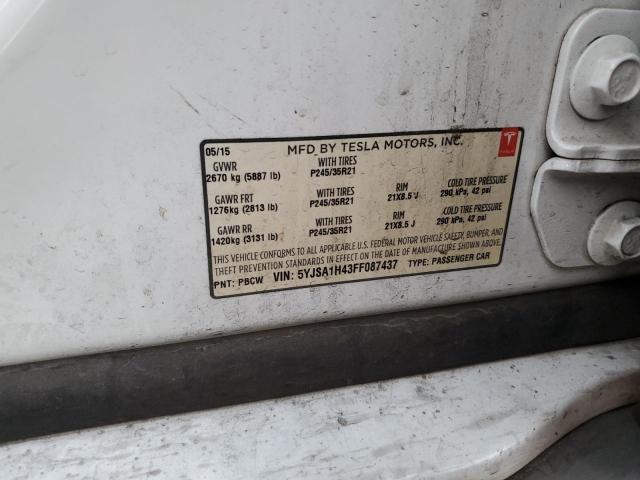 05/15 MFD BY TESLA MOTORS, INC.
GVWR WITH TIRES
2670 kg (5887 lb) P245/35R21
GAWR FRT WITH TIRES RIM COLD TIRE PRESSURE
1276kg (2813 lb) P245/35R21 21X8.5 J 290 kPa, 42 psi
GAWR RR WITH TIRES RIM COLD TIRE PRESSURE
1420kg (3131 lb) P245/35R21 21X8.5 J 290 kPa, 42 psi
THIS VEHICLE CONFORMS TO ALL APPLICABLE U.S. FEDERAL MOTOR VEHICLE SAFETY, BUMPER, AND
THEFT PREVENTION STANDARDS IN EFFECT ON THE DATE OF MANUFACTURE SHOWN ABOVE.
PNT: PBCW VIN: 5YJSA1H43FF087437 TYPE: PASSENGER CAR